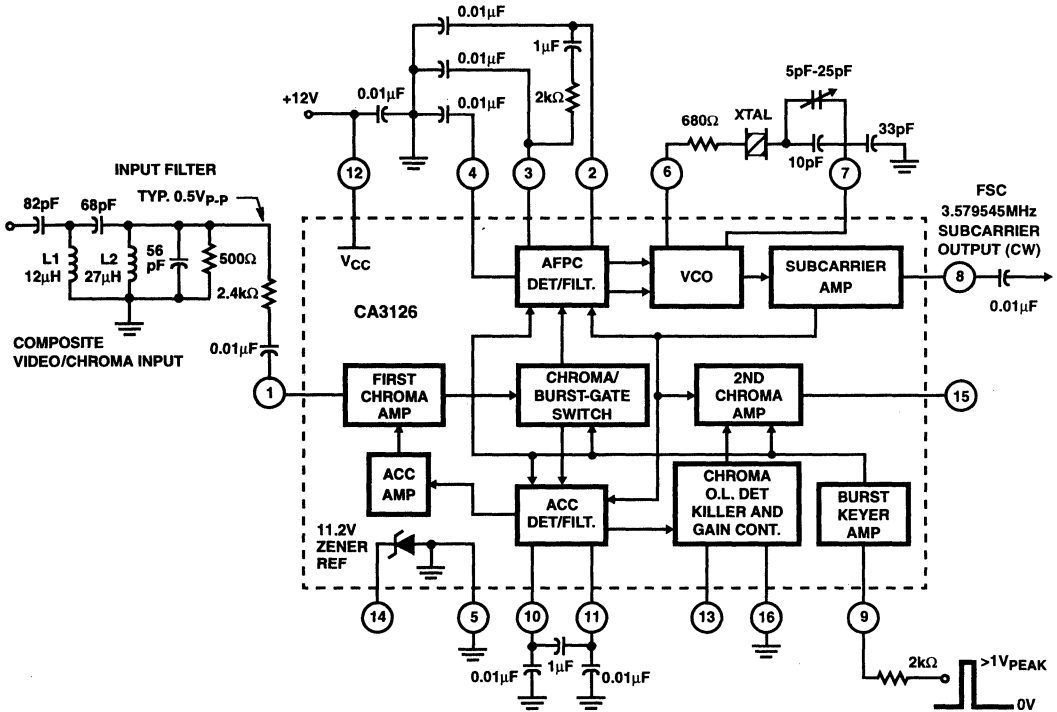 0.01µF
1µF
0.01µF
2kΩ
0.01µF
0.01µF
+12V
5pF-25pF
680Ω
XTAL
33pF
10pF
12
4
3
2
6
7
INPUT FILTER
TYP. 0.5VP-P
82pF
68pF
L1
12µH
L2
27µH
56
pF
500Ω
2.4kΩ
0.01µF
COMPOSITE
VIDEO/CHROMA INPUT
VCC
CA3126
AFPC
DET/FILT.
VCO
SUBCARRIER
AMP
FSC
3.579545MHz
SUBCARRIER
OUTPUT (CW)
8
0.01µF
1
FIRST
CHROMA
AMP
CHROMA/
BURST-GATE
SWITCH
2ND
CHROMA
AMP
15
ACC
AMP
ACC
DET/FILT.
CHROMA
O.L. DET
KILLER AND
GAIN CONT.
BURST
KEYER
AMP
11.2V
ZENER
REF
14
5
10
11
13
16
9
1µF
0.01µF
0.01µF
2kΩ
>1VPEAK
0V